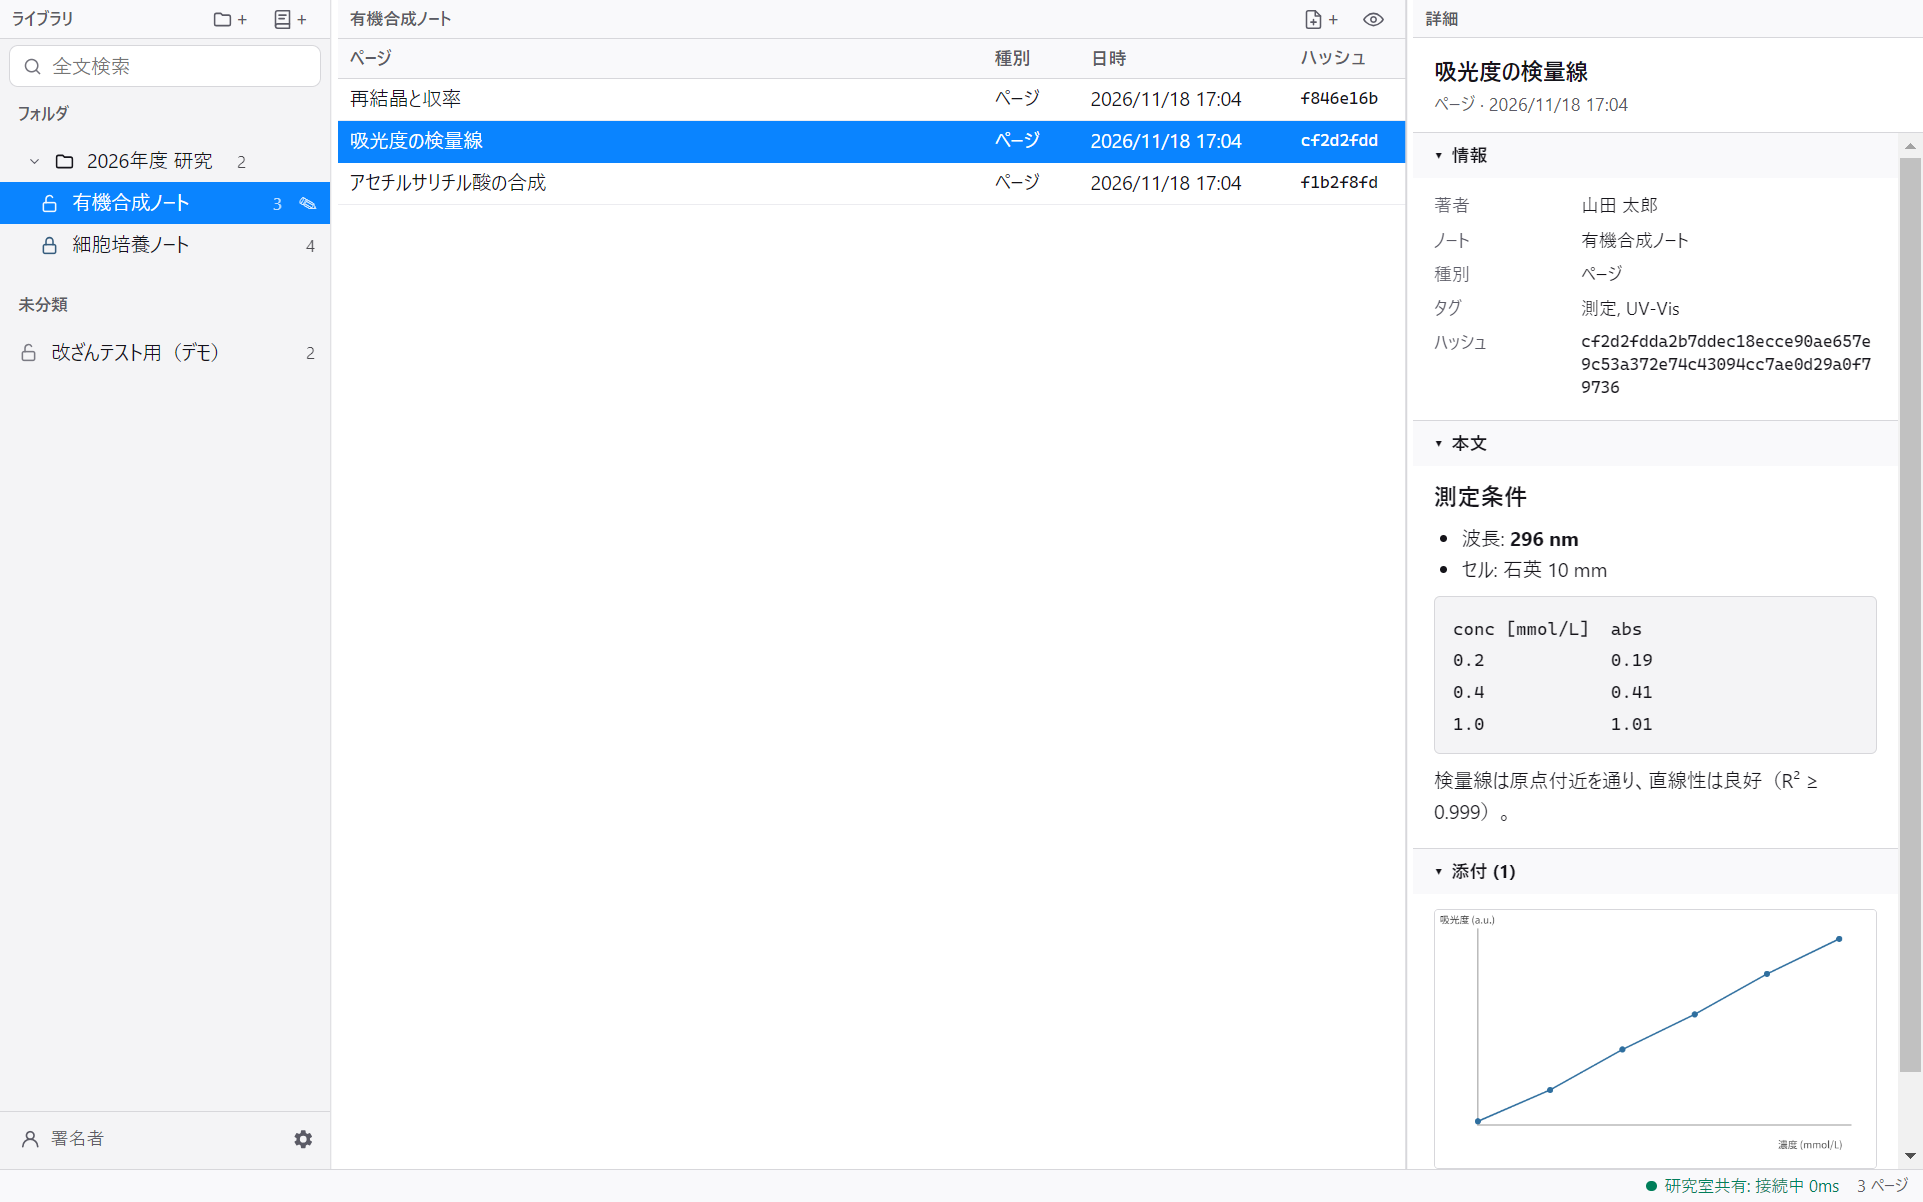 ライブラリ
+
+
全文検索
フォルダ
2026年度 研究 2
有機合成ノート 3
細胞培養ノート 4
未分類
改ざんテスト用（デモ） 2
署名者
有機合成ノート
+
ページ 種別 日時 ハッシュ
再結晶と収率 ページ 2026/11/18 17:04 f846e16b
吸光度の検量線 ページ 2026/11/18 17:04 cf2d2fdd
アセチルサリチル酸の合成 ページ 2026/11/18 17:04 f1b2f8fd
詳細
吸光度の検量線
ページ · 2026/11/18 17:04
情報
著者 山田 太郎
ノート 有機合成ノート
種別 ページ
タグ 測定, UV-Vis
ハッシュ cf2d2fdda2b7ddec18ecce90ae657e
9c53a372e74c43094cc7ae0d29a0f7
9736
本文
測定条件
• 波長: 296 nm
• セル: 石英 10 mm
conc [mmol/L] abs
0.2 0.19
0.4 0.41
1.0 1.01
検量線は原点付近を通り、直線性は良好（R² ≥
0.999）。
添付 (1)
吸光度 (a.u.)
濃度 (mmol/L)
研究室共有: 接続中 0ms 3 ページ